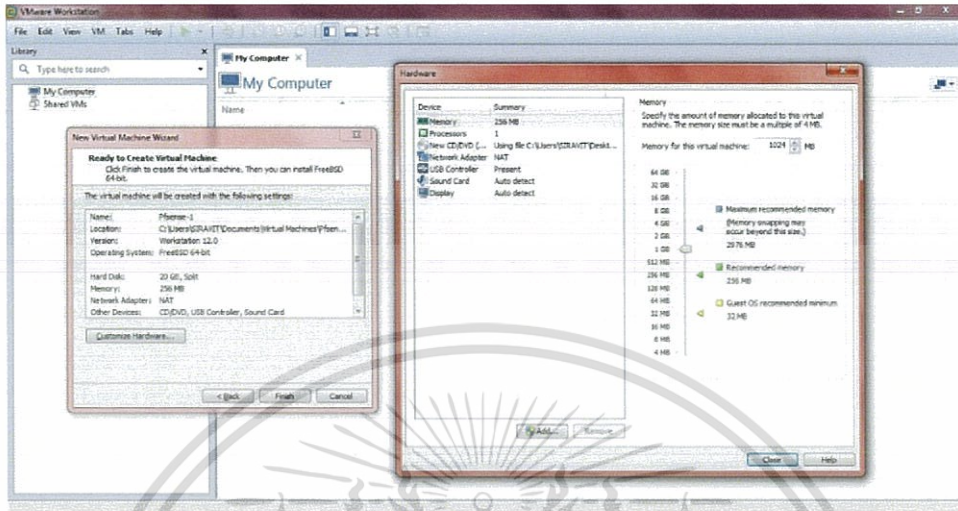 VMware Workstation
File Edit View VM Tabs Help
Library
Type here to search
My Computer
Shared VMs
My Computer
My Computer
Name
New Virtual Machine Wizard
Ready to Create Virtual Machine
Click Finish to create the virtual machine. Then you can install FreeBSD
64-bit.
The virtual machine will be created with the following settings:
Name: Pfsense-1
Location: C:\Users\SIRAVIT\Documents\Virtual Machines\Pfsen...
Version: Workstation 12.0
Operating System: FreeBSD 64-bit
Hard Disk: 20 GB, Split
Memory: 256 MB
Network Adapter: NAT
Other Devices: CD/DVD, USB Controller, Sound Card
Customize Hardware...
< Back Finish Cancel
Hardware
Device Summary
Memory 256 MB
Processors 1
New CD/DVD (... Using file C:\Users\SIRAVIT\Deskt...
Network Adapter NAT
USB Controller Present
Sound Card Auto detect
Display Auto detect
Add... Remove
Memory
Specify the amount of memory allocated to this virtual
machine. The memory size must be a multiple of 4 MB.
Memory for this virtual machine: 1024 MB
64 GB
32 GB
16 GB
8 GB
4 GB
2 GB
1 GB
512 MB
256 MB
128 MB
64 MB
32 MB
16 MB
8 MB
4 MB
Maximum recommended memory
(Memory swapping may
occur beyond this size.)
2976 MB
Recommended memory
256 MB
Guest OS recommended minimum
32 MB
Close Help